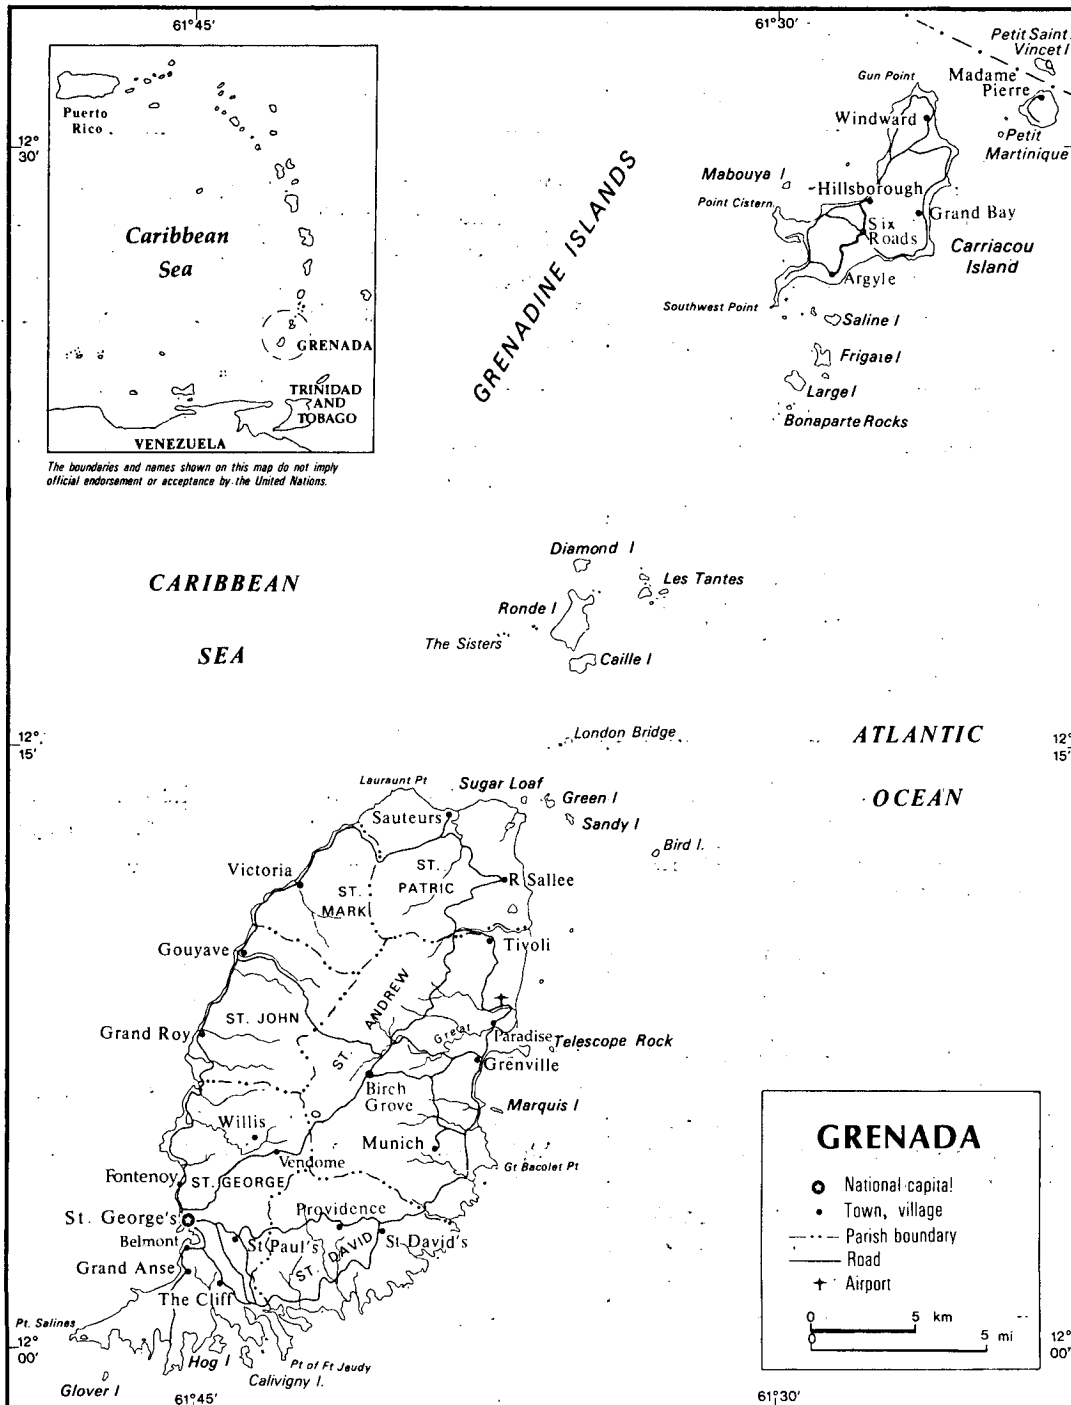 61°45′
61°30′
Puerto
Rico
Caribbean
Sea
GRENADA
TRINIDAD
AND
TOBAGO
VENEZUELA
The boundaries and names shown on this map do not imply
official endorsement or acceptance by the United Nations.
12°
30′
GRENADINE ISLANDS
Petit Saint
Vincet I
Gun Point
Madame
Pierre
Windward
Petit
Martinique
Mabouya I
Hillsborough
Point Cistern
Grand Bay
Six
Roads
Carriacou
Island
Argyle
Southwest Point
Saline I
Frigate I
Large I
Bonaparte Rocks
CARIBBEAN
SEA
Diamond I
Les Tantes
Ronde I
The Sisters
Caille I
12°
15′
London Bridge
ATLANTIC
OCEAN
12°
15′
Lauraunt Pt
Sugar Loaf
Green I
Sandy I
Bird I.
Sauteurs
Victoria
ST.
MARK
ST.
PATRIC
R Sallee
Gouyave
Tivoli
ST. ANDREW
ST. JOHN
Grand Roy
Great
Paradise
Telescope Rock
Grenville
Birch
Grove
Marquis I
Willis
Munich
Vendome
Gt Bacolet Pt
Fontenoy
ST. GEORGE
St. George's
Providence
Belmont
St Paul's
ST. DAVID
St David's
Grand Anse
The Cliff
Pt. Salines
12°
00′
Hog I
Pt of Ft Jeudy
Calivigny I.
Glover I
61°45′
GRENADA
National capital
Town, village
Parish boundary
Road
Airport
0 5 km
0 5 mi
12°
00′
61°30′